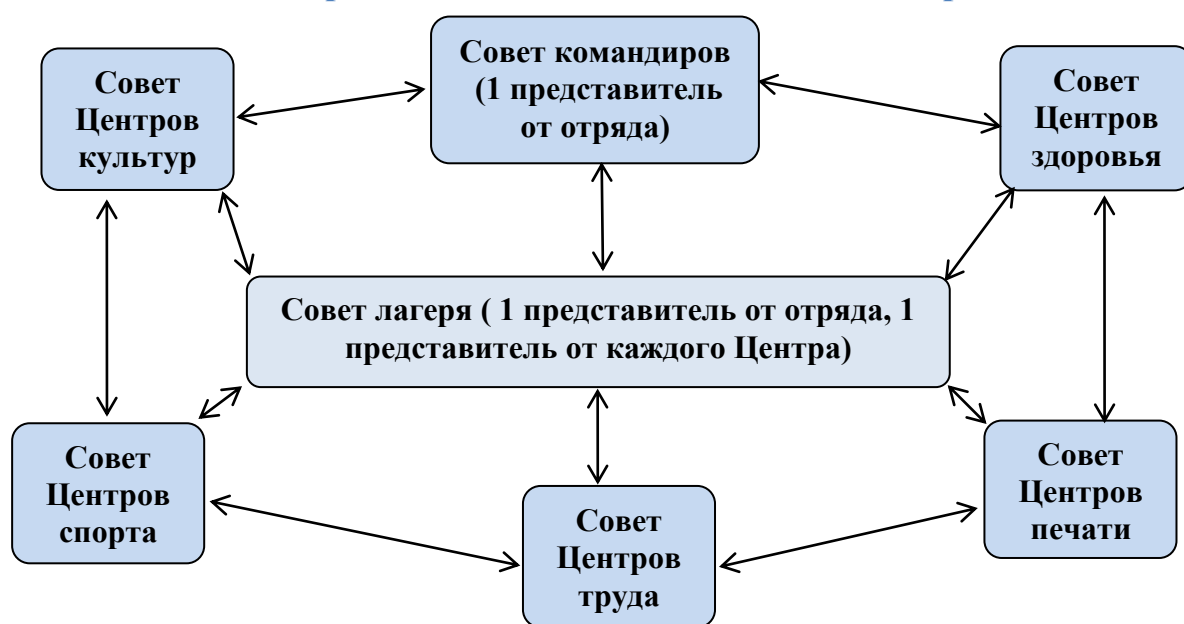 Совет командиров
(1 представитель
от отряда)
Совет
Центров
культур
Совет
Центров
здоровья
Совет лагеря ( 1 представитель от отряда, 1
представитель от каждого Центра)
Совет
Центров
спорта
Совет
Центров
труда
Совет
Центров
печати